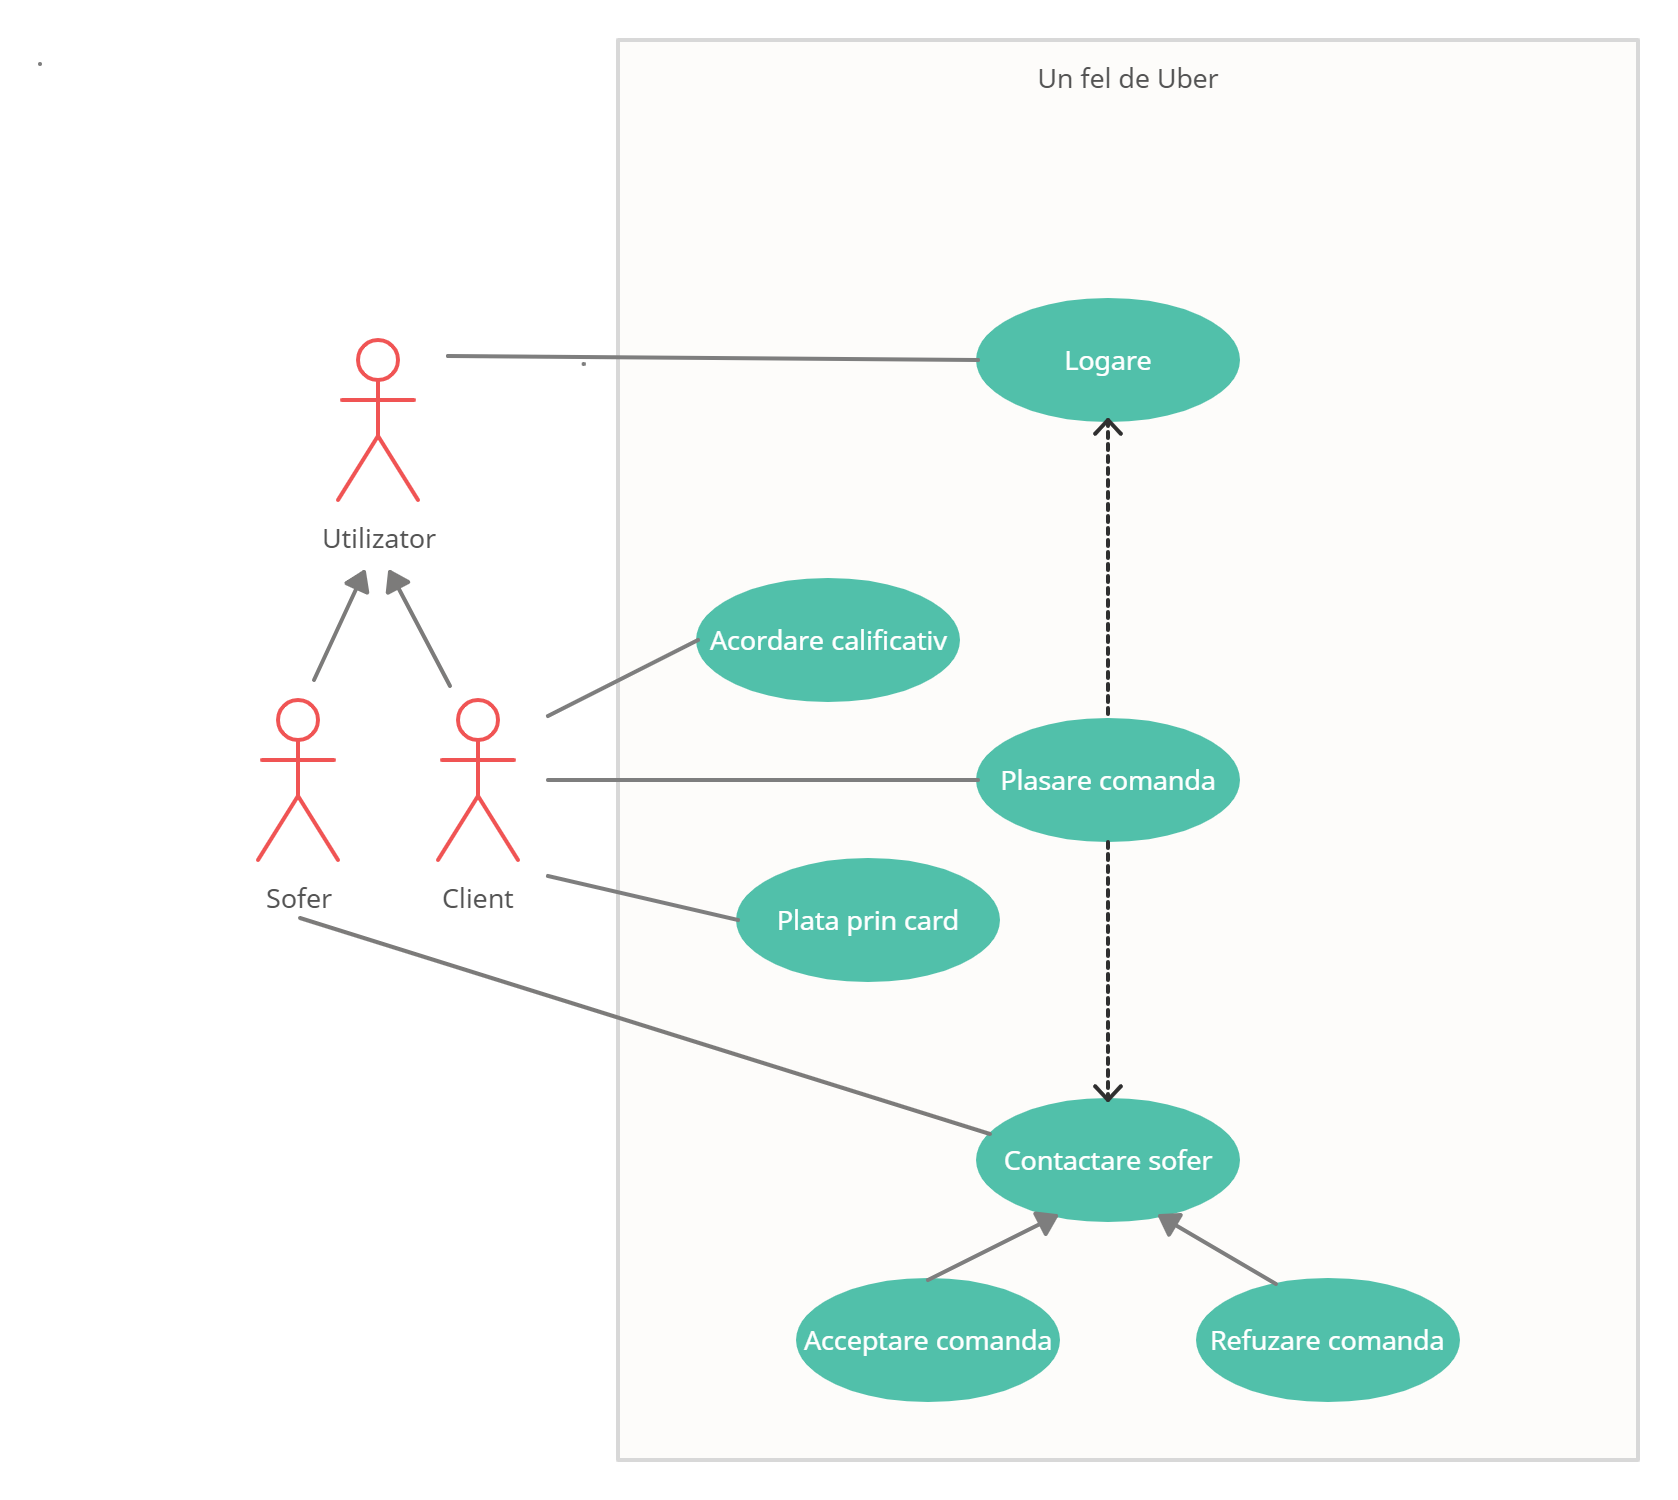 Un fel de Uber
Logare
Utilizator
Acordare calificativ
Plasare comanda
Sofer
Client
Plata prin card
Contactare sofer
Acceptare comanda
Refuzare comanda